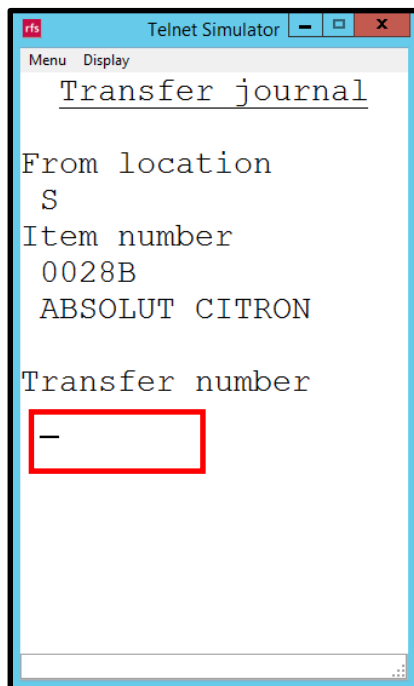 rfs Telnet Simulator
Menu Display
Transfer journal
From location
S
Item number
0028B
ABSOLUT CITRON
Transfer number
_